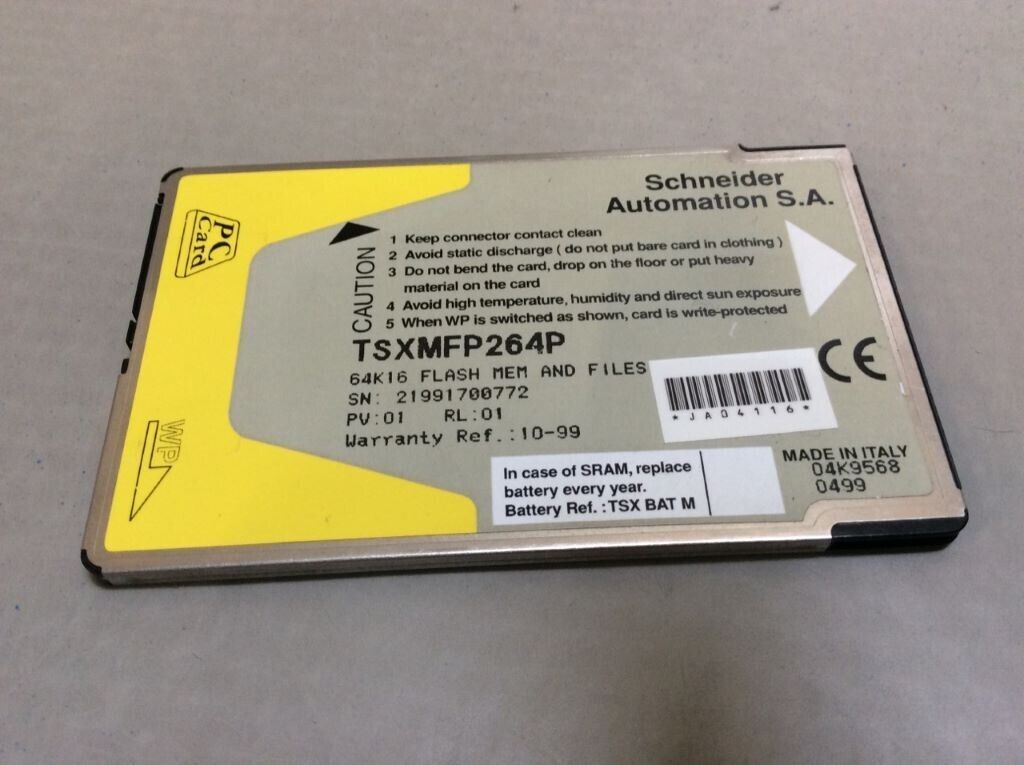 PC
Card
Schneider
Automation S.A.
CAUTION
1 Keep connector contact clean
2 Avoid static discharge ( do not put bare card in clothing )
3 Do not bend the card, drop on the floor or put heavy
material on the card
4 Avoid high temperature, humidity and direct sun exposure
5 When WP is switched as shown, card is write-protected
TSXMFP264P
64K16 FLASH MEM AND FILES
SN: 21991700772
PV:01 RL:01
Warranty Ref.:10-99
*JA04116*
CE
WP
In case of SRAM, replace
battery every year.
Battery Ref. : TSX BAT M
MADE IN ITALY
04K9568
0499